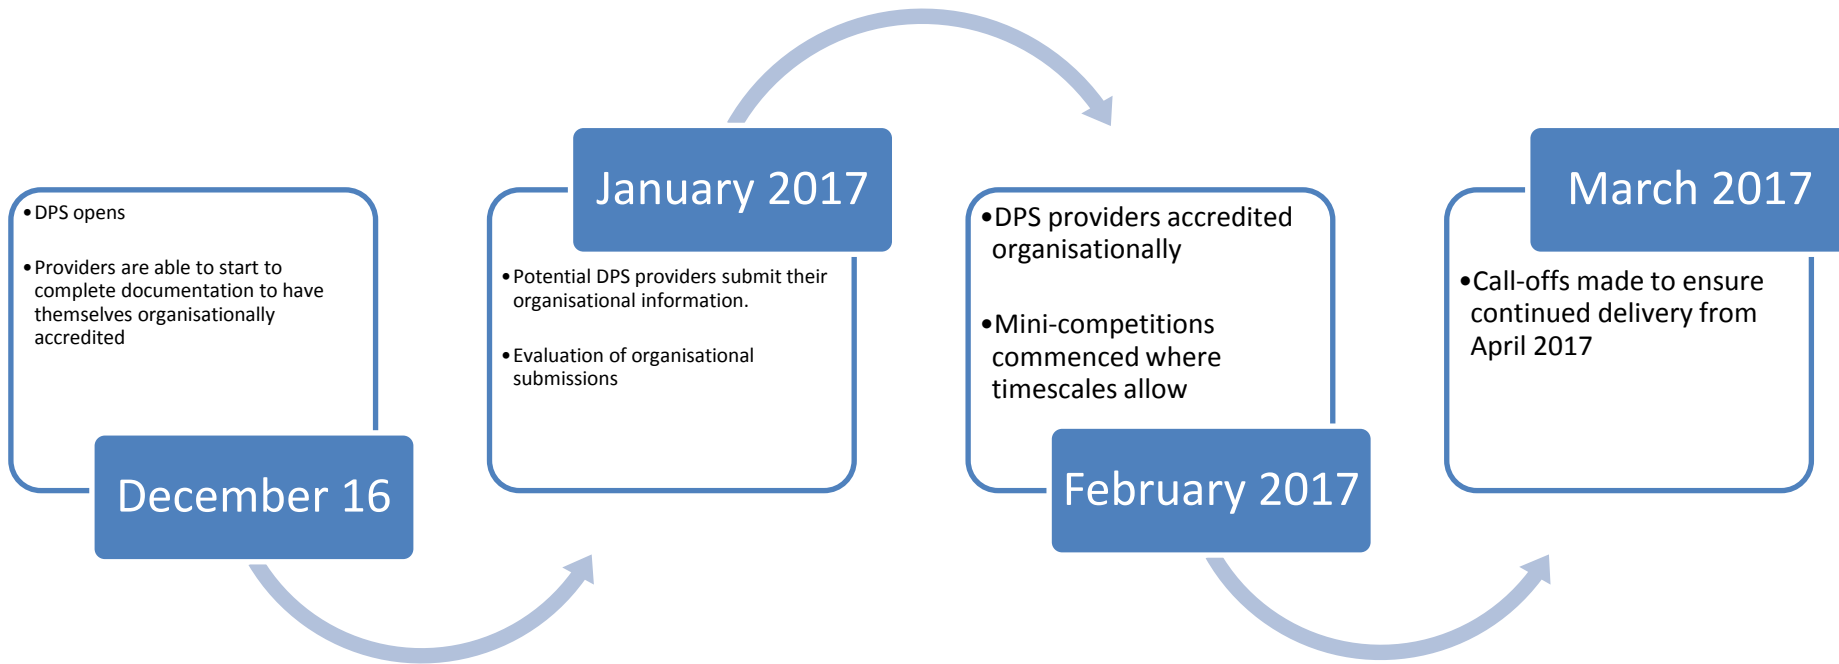 •DPS opens
•Providers are able to start to
complete documentation to have
themselves organisationally
accredited
December 16
January 2017
•Potential DPS providers submit their
organisational information.
•Evaluation of organisational
submissions
•DPS providers accredited
organisationally
•Mini-competitions
commenced where
timescales allow
February 2017
March 2017
•Call-offs made to ensure
continued delivery from
April 2017